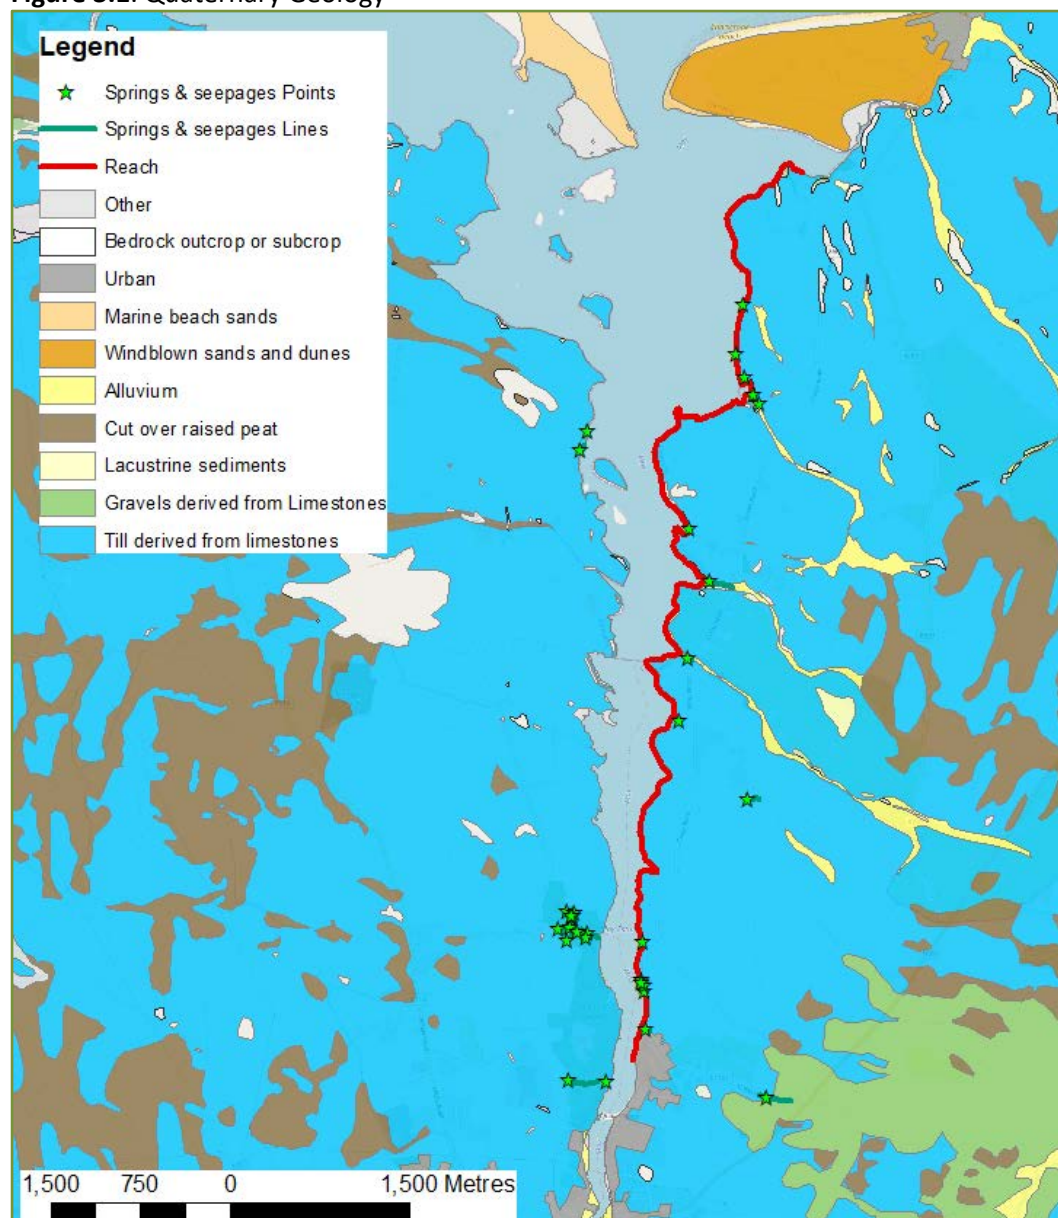 Figure 3.1: Quaternary Geology
Legend
Springs & seepages Points
Springs & seepages Lines
Reach
Other
Bedrock outcrop or subcrop
Urban
Marine beach sands
Windblown sands and dunes
Alluvium
Cut over raised peat
Lacustrine sediments
Gravels derived from Limestones
Till derived from limestones
1,500 750 0 1,500 Metres